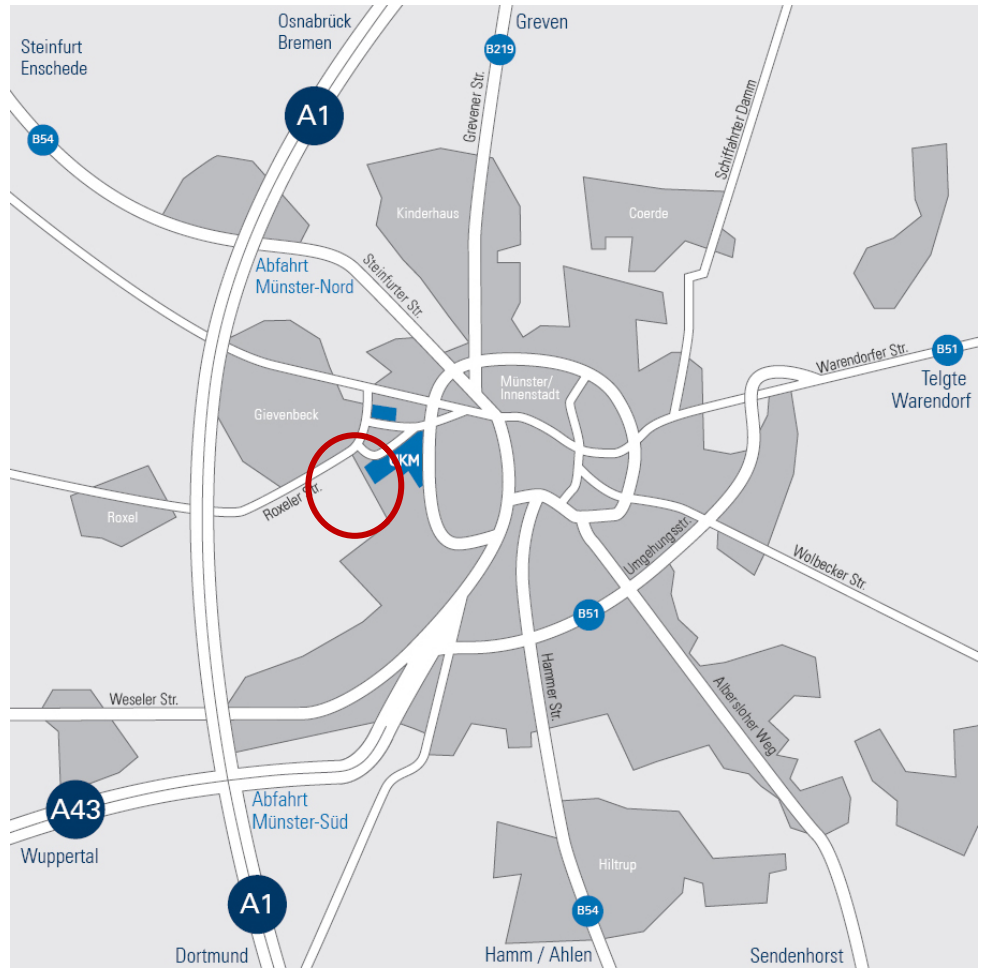 Osnabrück
Bremen
Greven
Steinfurt
Enschede
B219
A1
B54
Grevener Str.
Schiffahrter Damm
Kinderhaus
Coerde
Abfahrt
Münster-Nord
Steinfurter Str.
Warendorfer Str.
B51
Telgte
Warendorf
Münster/
Innenstadt
Gievenbeck
UKM
Roxeler Str.
Roxel
Umgehungsstr.
Wolbecker Str.
B51
Hammer Str.
Albersloher Weg
Weseler Str.
A43
Wuppertal
Abfahrt
Münster-Süd
Hiltrup
A1
B54
Dortmund
Hamm / Ahlen
Sendenhorst